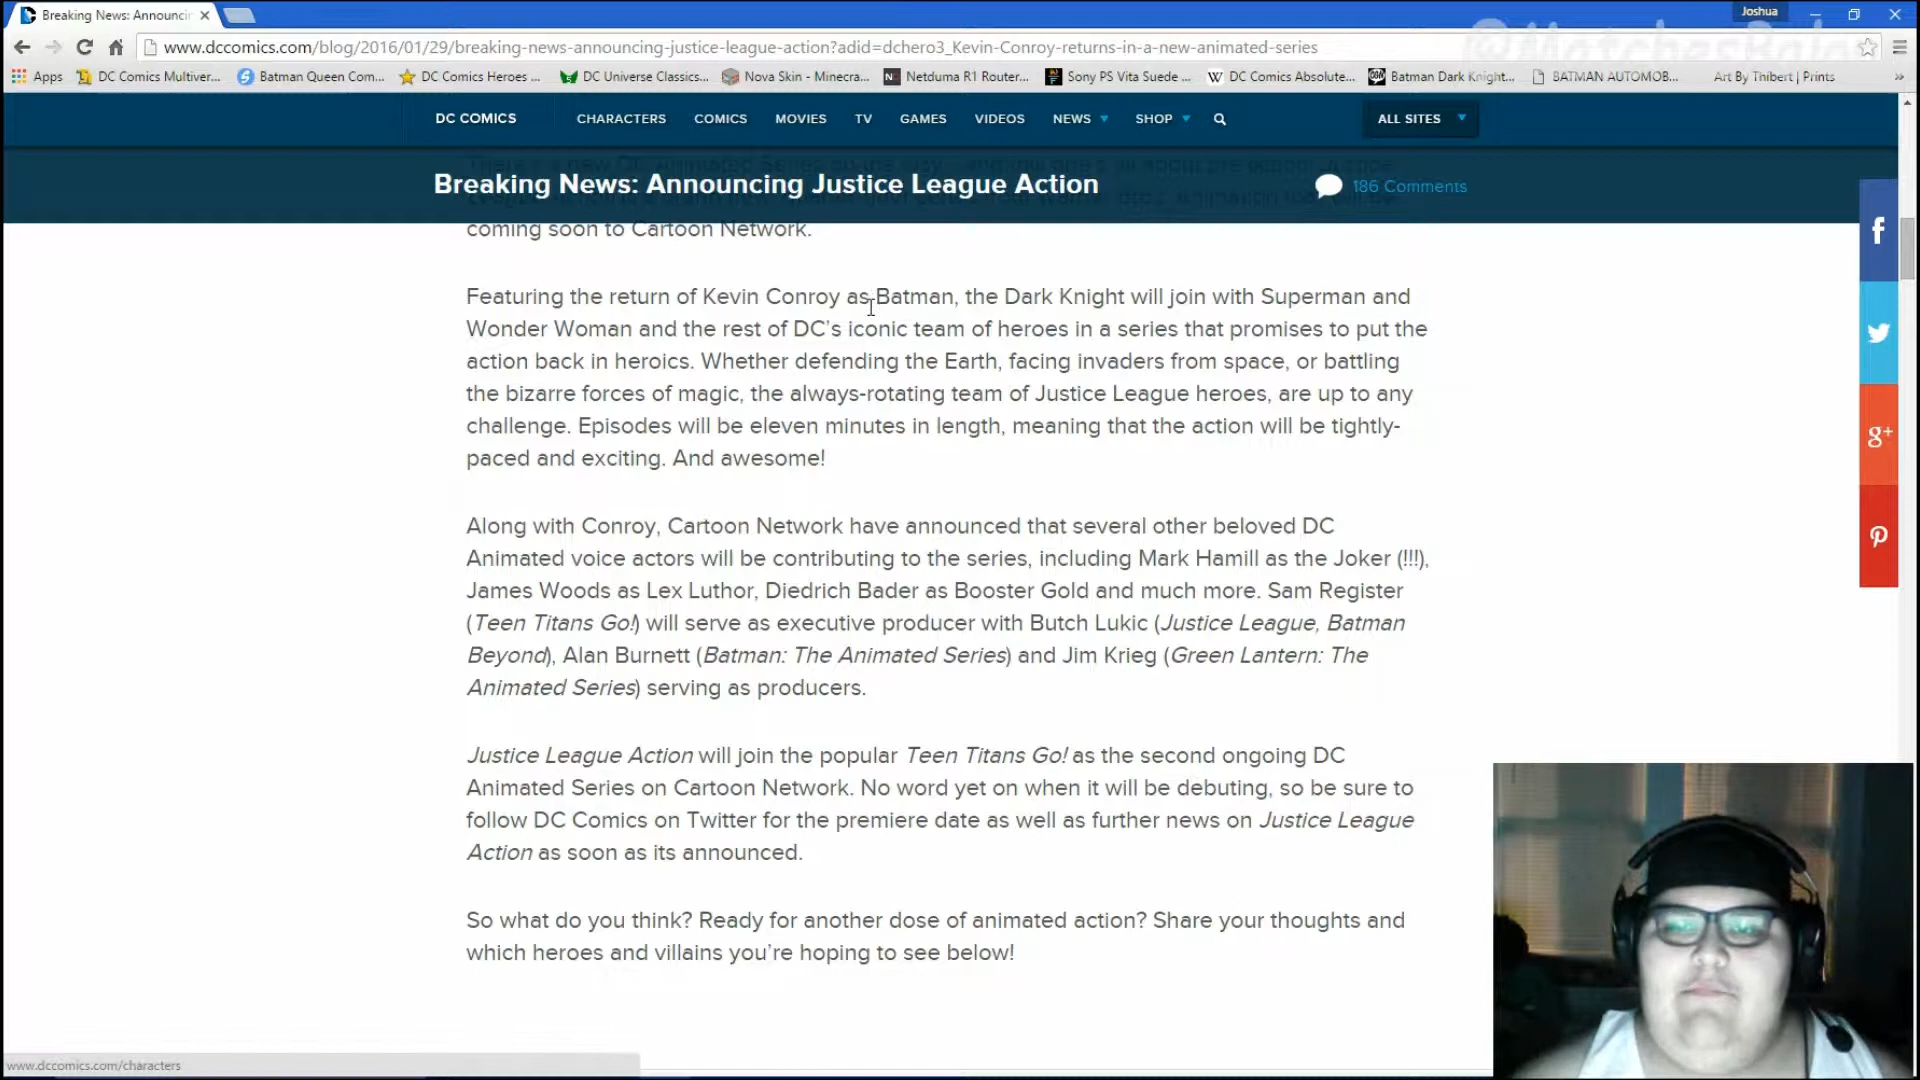 Breaking News: Announcin
Joshua
www.dccomics.com/blog/2016/01/29/breaking-news-announcing-justice-league-action?adid=dchero3_Kevin-Conroy-returns-in-a-new-animated-series
Apps DC Comics Multiver... Batman Queen Com... DC Comics Heroes ... DC Universe Classics... Nova Skin - Minecra... Netduma R1 Router... Sony PS Vita Suede ... DC Comics Absolute... Batman Dark Knight... BATMAN AUTOMOB... Art By Thibert | Prints »
DC COMICS CHARACTERS COMICS MOVIES TV GAMES VIDEOS NEWS SHOP ALL SITES
Breaking News: Announcing Justice League Action 186 Comments
coming soon to Cartoon Network.
Featuring the return of Kevin Conroy as Batman, the Dark Knight will join with Superman and
Wonder Woman and the rest of DC's iconic team of heroes in a series that promises to put the
action back in heroics. Whether defending the Earth, facing invaders from space, or battling
the bizarre forces of magic, the always-rotating team of Justice League heroes, are up to any
challenge. Episodes will be eleven minutes in length, meaning that the action will be tightly-
paced and exciting. And awesome!
Along with Conroy, Cartoon Network have announced that several other beloved DC
Animated voice actors will be contributing to the series, including Mark Hamill as the Joker (!!!),
James Woods as Lex Luthor, Diedrich Bader as Booster Gold and much more. Sam Register
(Teen Titans Go!) will serve as executive producer with Butch Lukic (Justice League, Batman
Beyond), Alan Burnett (Batman: The Animated Series) and Jim Krieg (Green Lantern: The
Animated Series) serving as producers.
Justice League Action will join the popular Teen Titans Go! as the second ongoing DC
Animated Series on Cartoon Network. No word yet on when it will be debuting, so be sure to
follow DC Comics on Twitter for the premiere date as well as further news on Justice League
Action as soon as its announced.
So what do you think? Ready for another dose of animated action? Share your thoughts and
which heroes and villains you're hoping to see below!
www.dccomics.com/characters